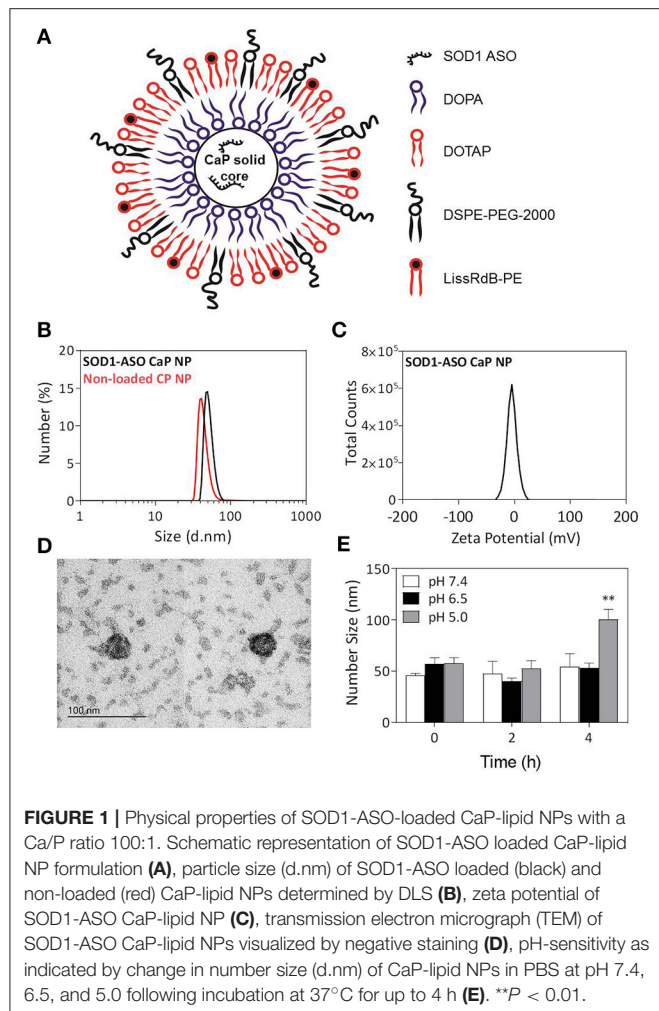 A
CaP solid
core
SOD1 ASO
DOPA
DOTAP
DSPE-PEG-2000
LissRdB-PE
B
SOD1-ASO CaP NP
Non-loaded CP NP
Number (%)
20
15
10
5
0
1
10
100
1000
Size (d.nm)
C
SOD1-ASO CaP NP
Total Counts
8×10⁵
6×10⁵
4×10⁵
2×10⁵
0
-200
-100
0
100
200
Zeta Potential (mV)
D
100 nm
E
Number Size (nm)
150
100
50
0
pH 7.4
pH 6.5
pH 5.0
**
0
2
4
Time (h)
FIGURE 1 | Physical properties of SOD1-ASO-loaded CaP-lipid NPs with a
Ca/P ratio 100:1. Schematic representation of SOD1-ASO loaded CaP-lipid
NP formulation (A), particle size (d.nm) of SOD1-ASO loaded (black) and
non-loaded (red) CaP-lipid NPs determined by DLS (B), zeta potential of
SOD1-ASO CaP-lipid NP (C), transmission electron micrograph (TEM) of
SOD1-ASO CaP-lipid NPs visualized by negative staining (D), pH-sensitivity as
indicated by change in number size (d.nm) of CaP-lipid NPs in PBS at pH 7.4,
6.5, and 5.0 following incubation at 37°C for up to 4 h (E). **P < 0.01.